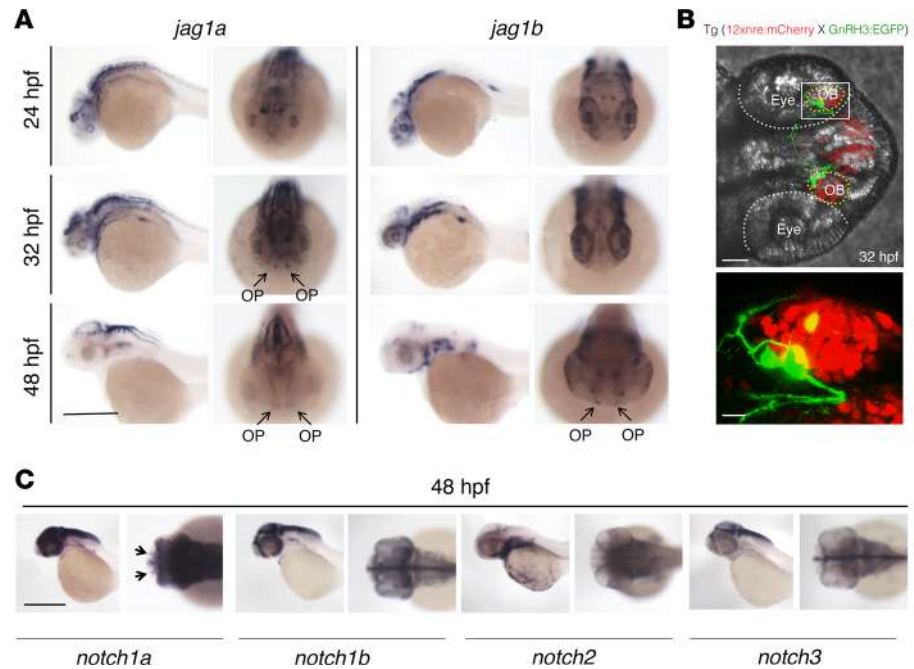 A
jag1a
jag1b
B
Tg (12xnre:mCherry X GnRH3:EGFP)
24 hpf
Eye
OB
OB
Eye
32 hpf
32 hpf
OP OP
48 hpf
OP OP
OP OP
C
48 hpf
notch1a
notch1b
notch2
notch3